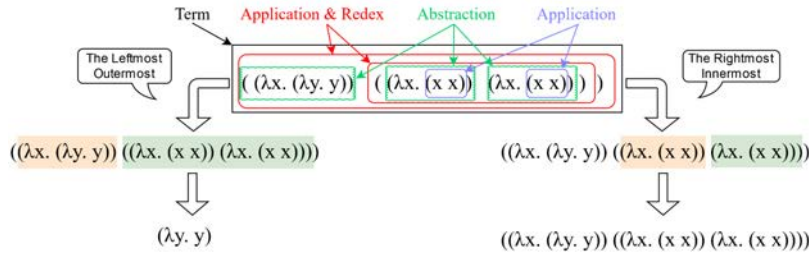 Term Application & Redex Abstraction Application
The Leftmost
Outermost
( (λx. (λy. y)) ( (λx. (x x)) (λx. (x x)) ) )
The Rightmost
Innermost
((λx. (λy. y)) ((λx. (x x)) (λx. (x x))))
((λx. (λy. y)) ((λx. (x x)) (λx. (x x))))
(λy. y)
((λx. (λy. y)) ((λx. (x x)) (λx. (x x))))